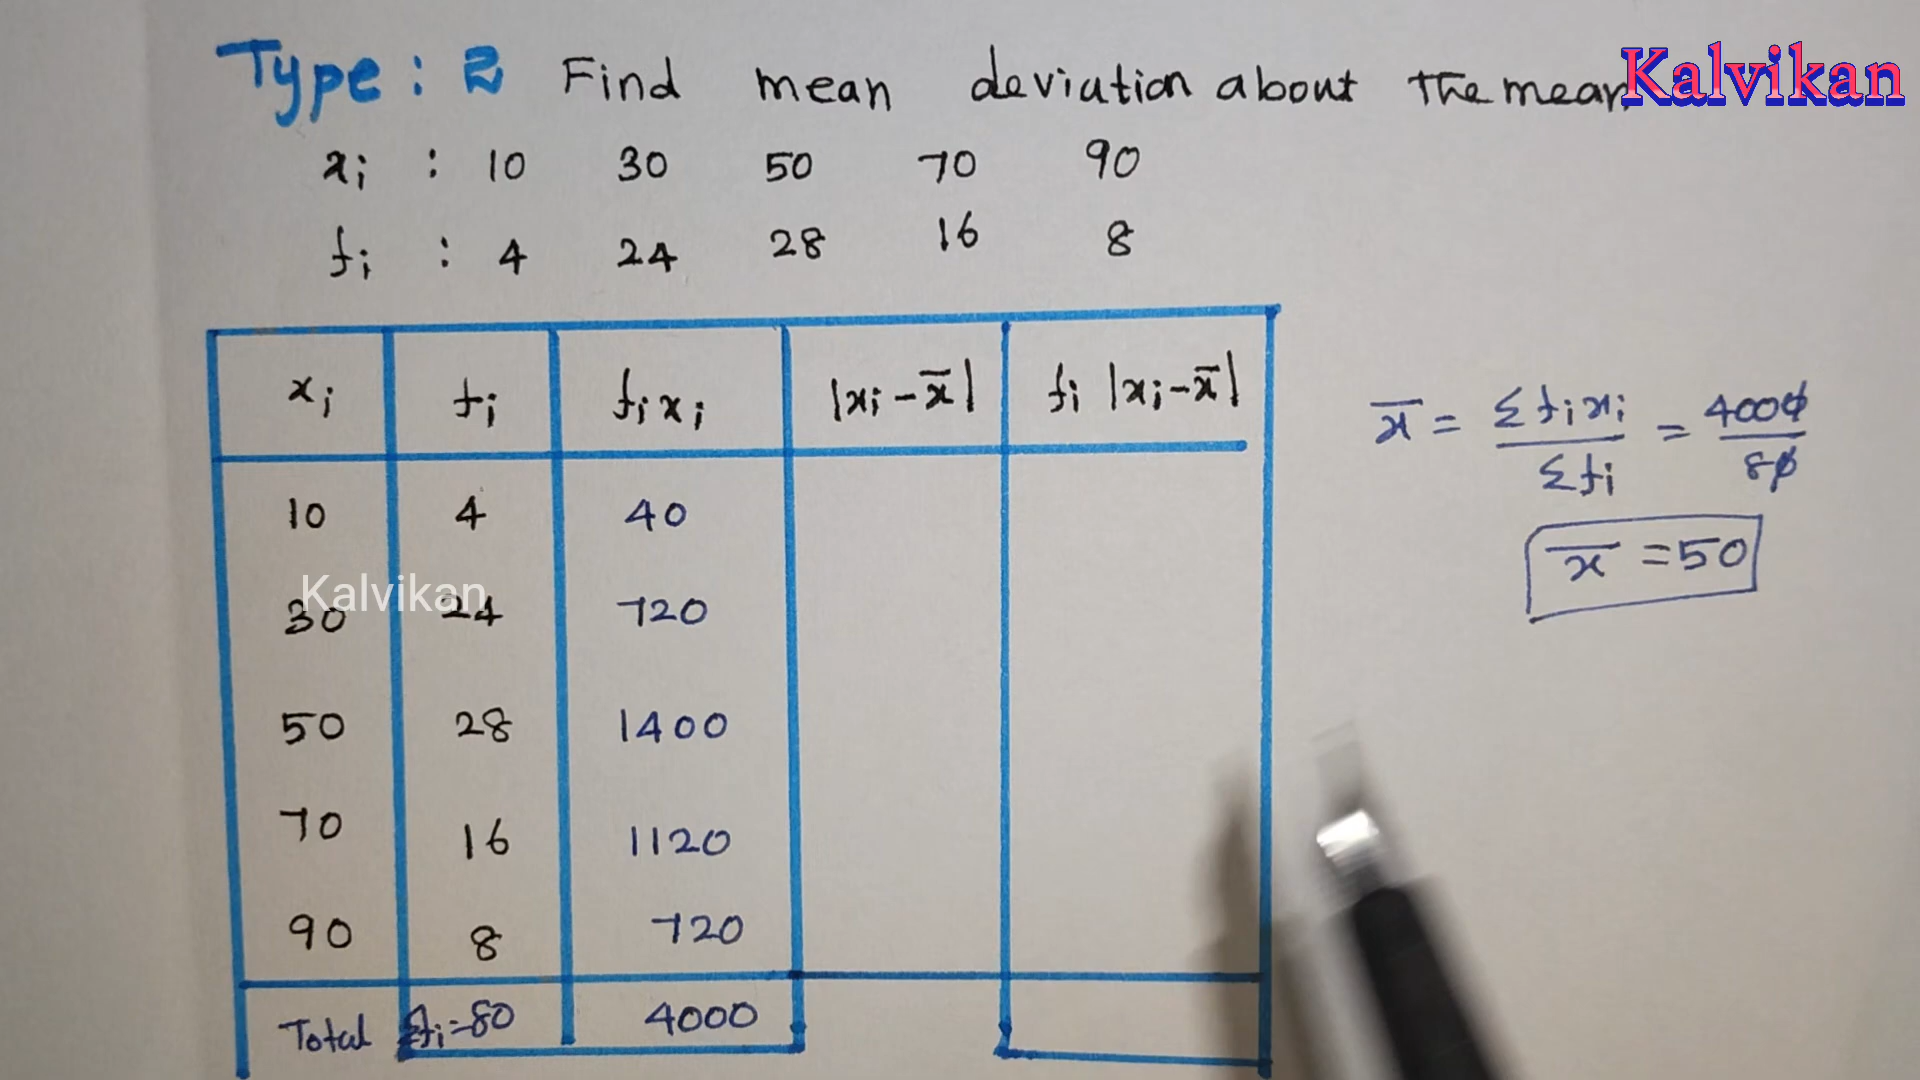 Type: 2 Find mean deviation about The mean
Kalvikan
xi : 10 30 50 70 90
fi : 4 24 28 16 8
xi fi fixi |xi - x̄| fi |xi - x̄|
10 4 40
30 24 720
Kalvikan
50 28 1400
70 16 1120
90 8 720
Total Σfi = 80 4000
x̄ = Σfixi / Σfi = 4000 / 80
x̄ = 50